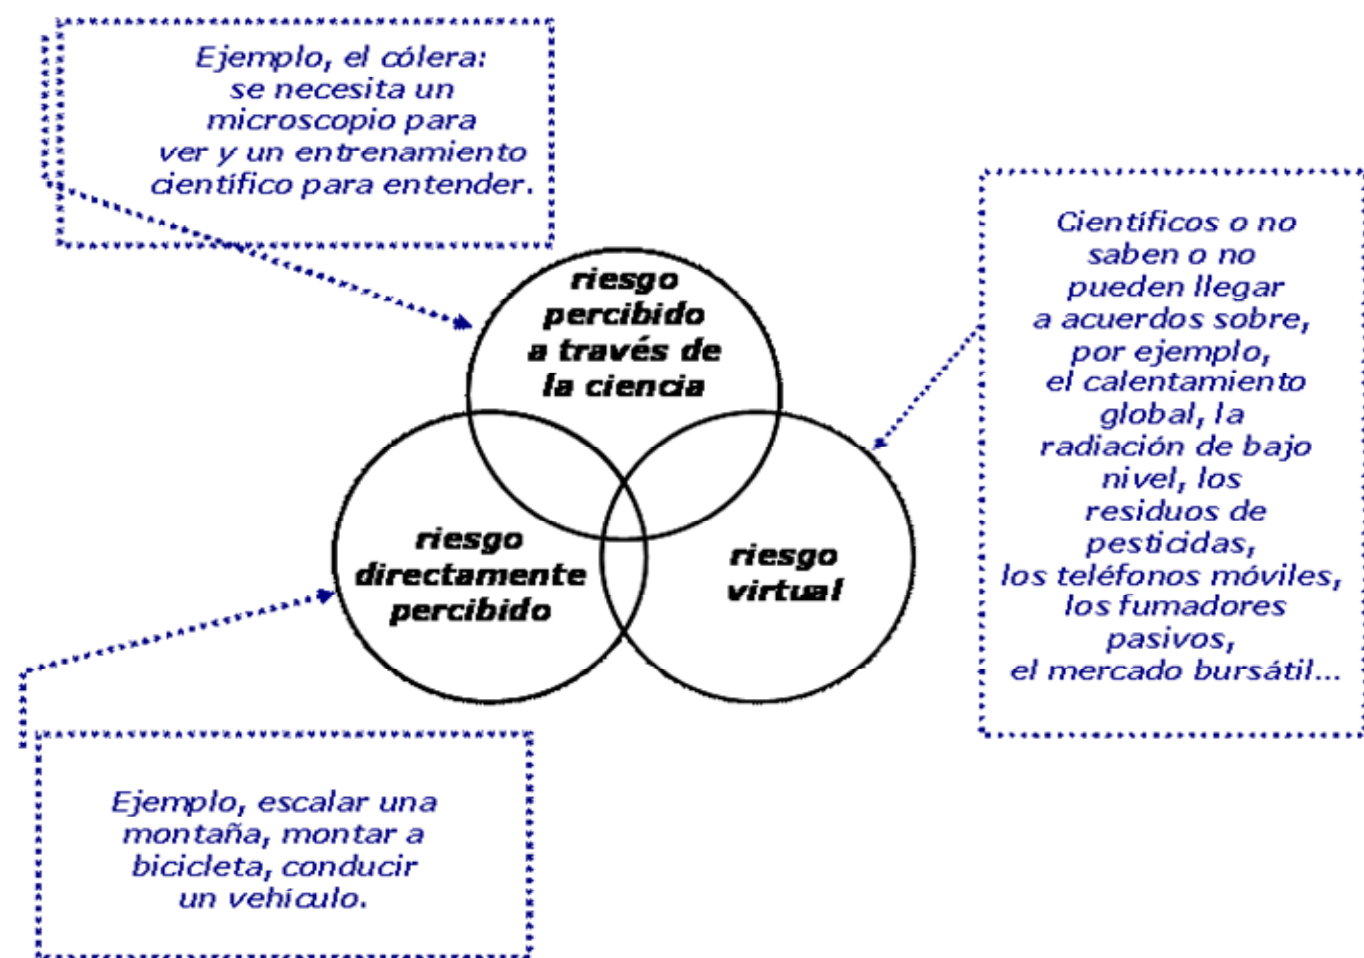 Ejemplo, el cólera:
se necesita un
microscopio para
ver y un entrenamiento
científico para entender.
riesgo
percibido
a través de
la ciencia
Científicos o no
saben o no
pueden llegar
a acuerdos sobre,
por ejemplo,
el calentamiento
global, la
radiación de bajo
nivel, los
residuos de
pesticidas,
los teléfonos móviles,
los fumadores
pasivos,
el mercado bursátil...
riesgo
directamente
percibido
riesgo
virtual
Ejemplo, escalar una
montaña, montar a
bicicleta, conducir
un vehículo.